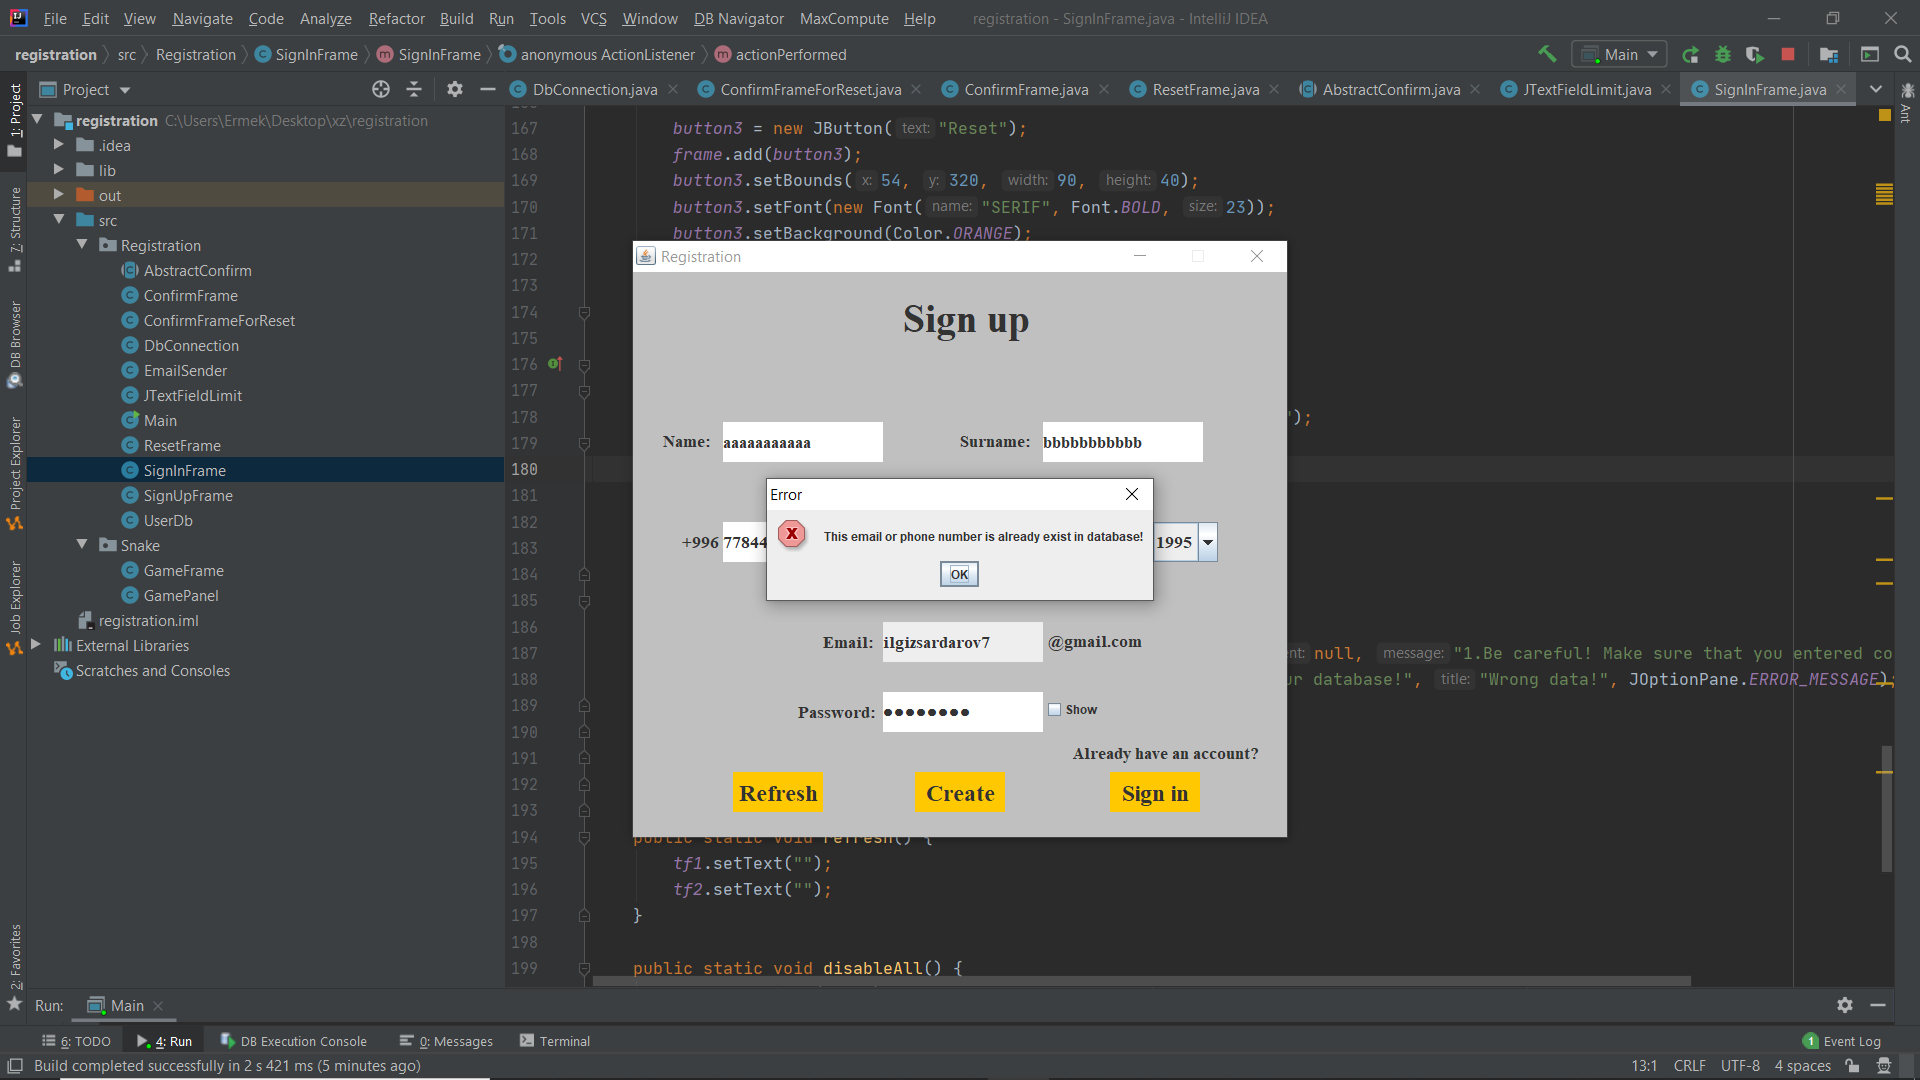 File Edit View Navigate Code Analyze Refactor Build Run Tools VCS Window DB Navigator MaxCompute Help registration - SignInFrame.java - IntelliJ IDEA
registration src Registration SignInFrame SignInFrame anonymous ActionListener actionPerformed Main
1: Project
7: Structure
DB Browser
Project Explorer
Job Explorer
2: Favorites
Project
registration C:\Users\Ermek\Desktop\xz\registration
.idea
lib
out
src
Registration
AbstractConfirm
ConfirmFrame
ConfirmFrameForReset
DbConnection
EmailSender
JTextFieldLimit
Main
ResetFrame
SignInFrame
SignUpFrame
UserDb
Snake
GameFrame
GamePanel
registration.iml
External Libraries
Scratches and Consoles
DbConnection.java ConfirmFrameForReset.java ConfirmFrame.java ResetFrame.java AbstractConfirm.java JTextFieldLimit.java SignInFrame.java
Ant
167 button3 = new JButton( text: "Reset");
168 frame.add(button3);
169 button3.setBounds( x: 54, y: 320, width: 90, height: 40);
170 button3.setFont(new Font( name: "SERIF", Font.BOLD, size: 23));
171 button3.setBackground(Color.ORANGE);
172
173
174
175
176
177
178 ");
179
180
181
182
183
184
185
186
187 null, message: "1.Be careful! Make sure that you entered co
188 ur database!", title: "Wrong data!", JOptionPane.ERROR_MESSAGE);
189
190
191
192
193
194 public static void refresh() {
195 tf1.setText("");
196 tf2.setText("");
197 }
198
199 public static void disableAll() {
Registration
Sign up
Name: aaaaaaaaaaa Surname: bbbbbbbbbbb
+996 77844 1995
Error
This email or phone number is already exist in database!
OK
Email: ilgizsardarov7 @gmail.com
Password: ●●●●●●●● Show
Already have an account?
Refresh Create Sign in
Run: Main
6: TODO 4: Run DB Execution Console 0: Messages Terminal 1 Event Log
Build completed successfully in 2 s 421 ms (5 minutes ago) 13:1 CRLF UTF-8 4 spaces